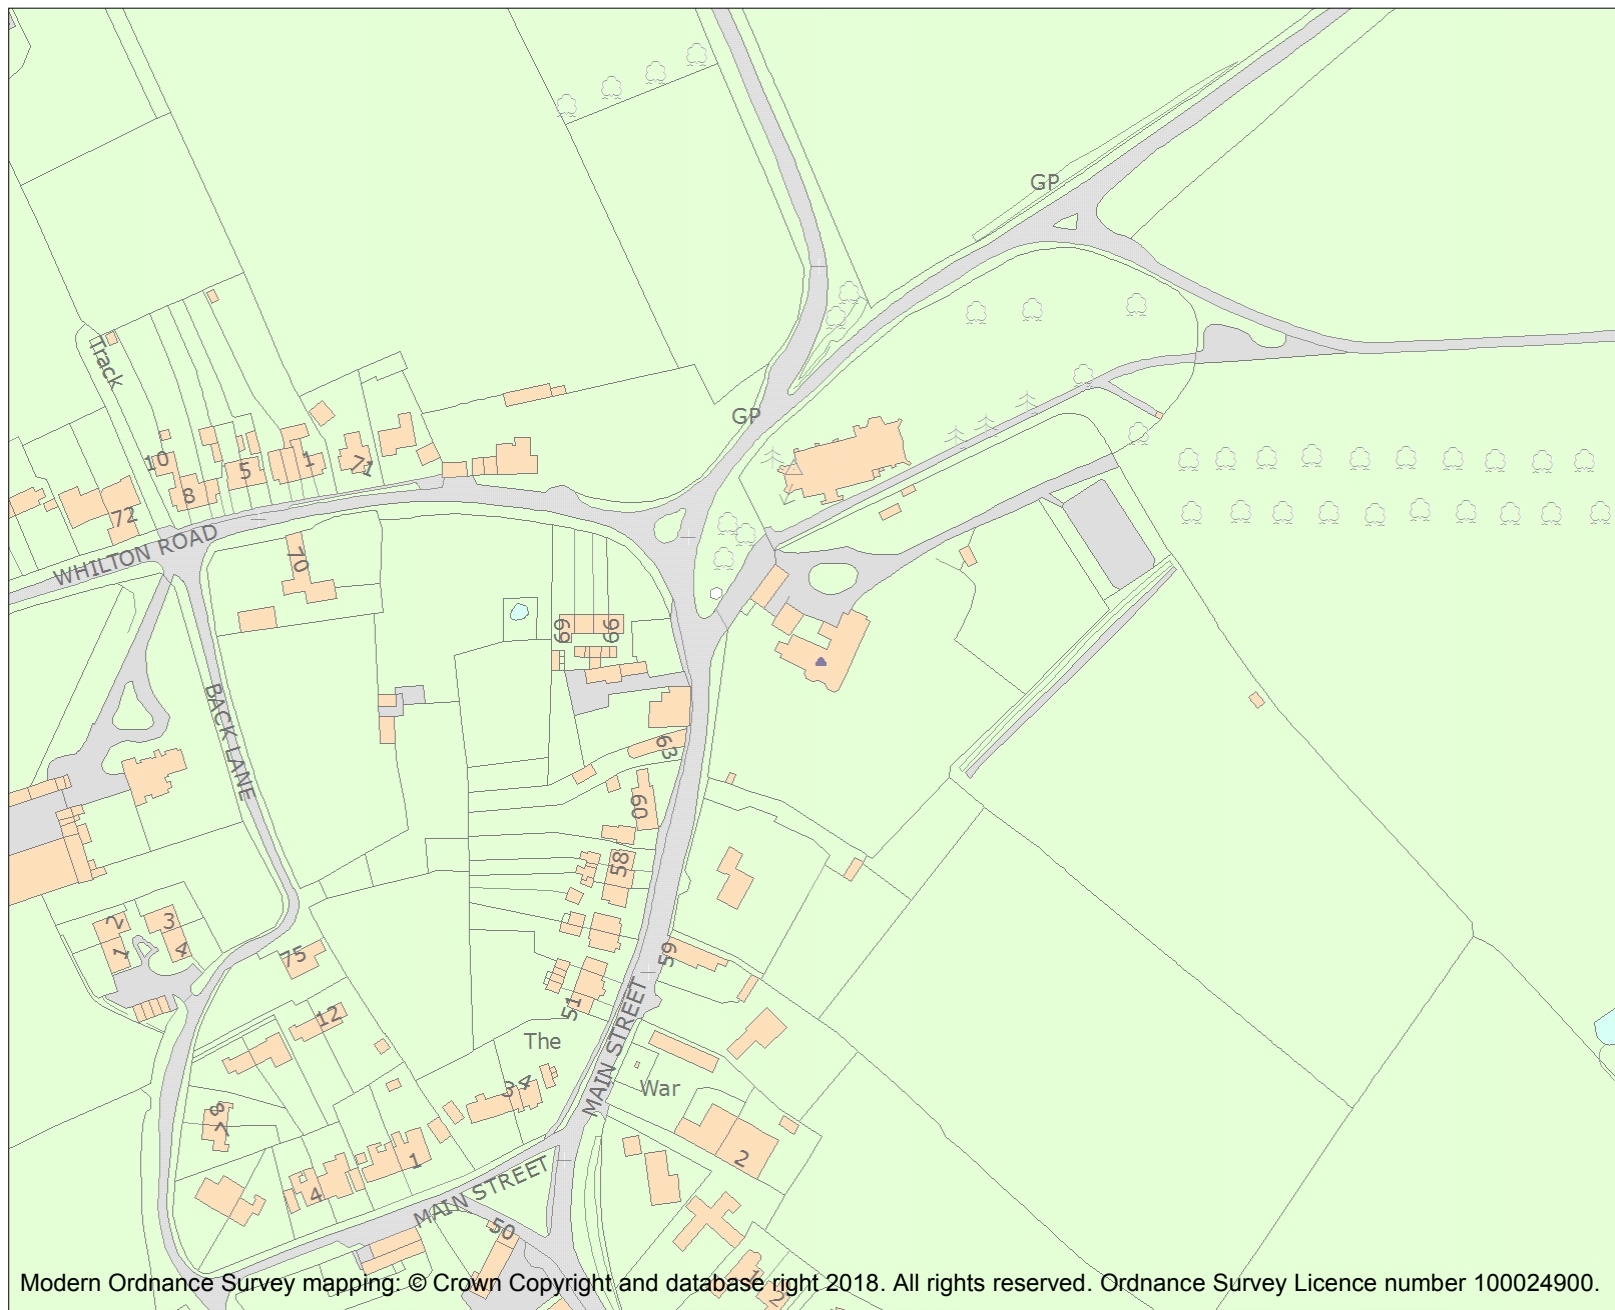 GP
Track
GP
10
8
5
1
71
72
WHILTON ROAD
70
69
66
BACK LANE
63
60
58
2
1
3
4
75
59
51
12
MAIN STREET
The
34
War
8
7
1
4
2
MAIN STREET
50
1
2
Modern Ordnance Survey mapping: © Crown Copyright and database right 2018. All rights reserved. Ordnance Survey Licence number 100024900.